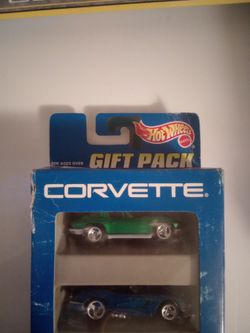 Hot Wheels
FOR AGES OVER
GIFT PACK
CORVETTE.